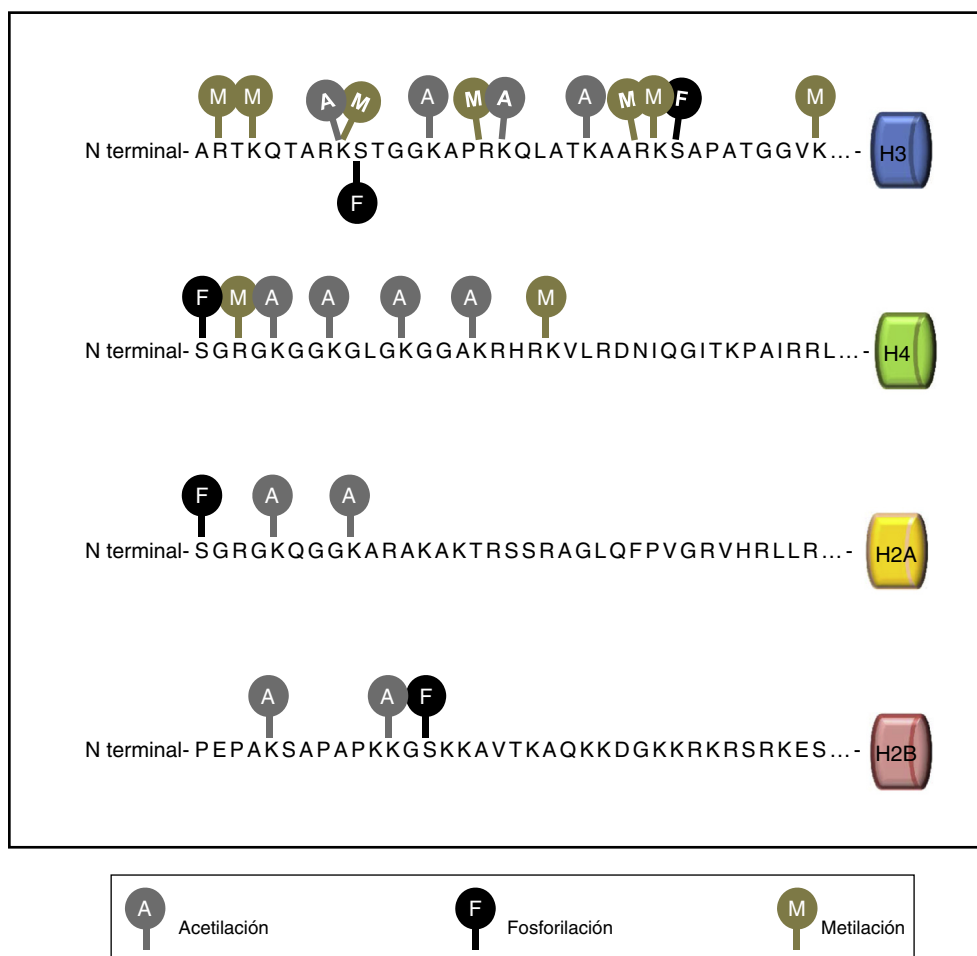 M M A M A M A A M M F M
N terminal- ARTKQTARKSTGGKAPRKQLATKAARKSAPATGGVK...- H3
F
F M A A A A M
N terminal- SGRGKGGKGLGKGGAKRHRKVLRDNIQGITKPAIRRL...- H4
F A A
N terminal- SGRGKQGGKARAKAKTRSSRAGLQFPVGRVHRLLR...- H2A
A A F
N terminal- PEPAKSAPAPKKGSKKAVTKAQKKDGKKRKRSRKES...- H2B
A Acetilación F Fosforilación M Metilación